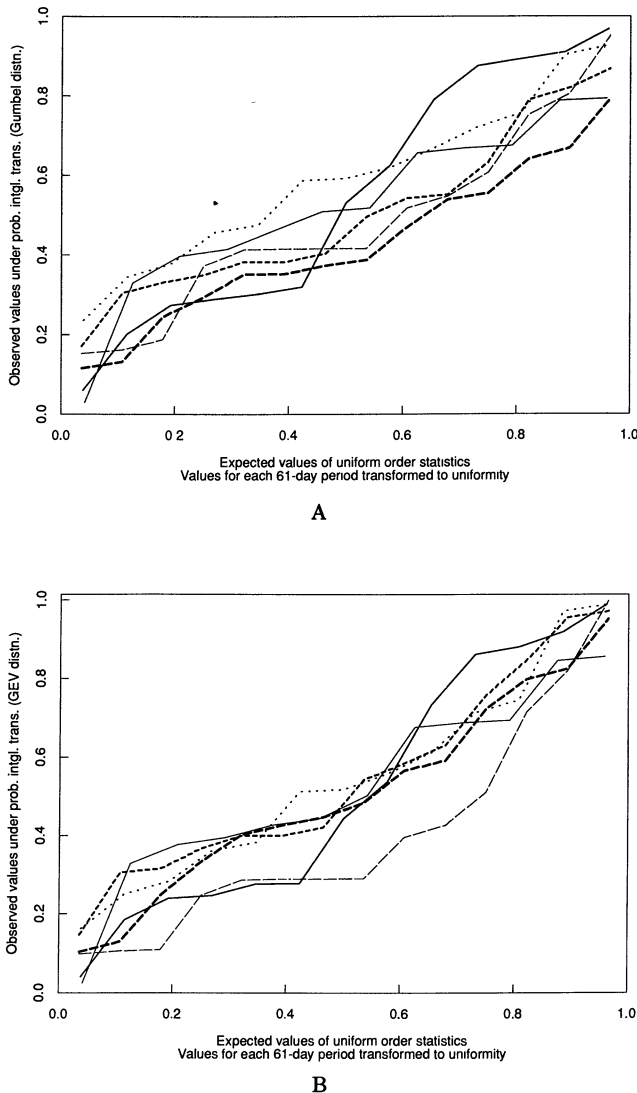 1.0
0.8
0.6
0.4
0.2
0.0
Observed values under prob. intgl. trans. (Gumbel distn.)
0.0 0 2 0.4 0.6 0.8 1.0
Expected values of uniform order statistics
Values for each 61-day period transformed to uniformity
A
1.0
0.8
0.6
0.4
0.2
0.0
Observed values under prob. intgl. trans. (GEV distn.)
0.0 0.2 0.4 0.6 0.8 1.0
Expected values of uniform order statistics
Values for each 61-day period transformed to uniformity
B